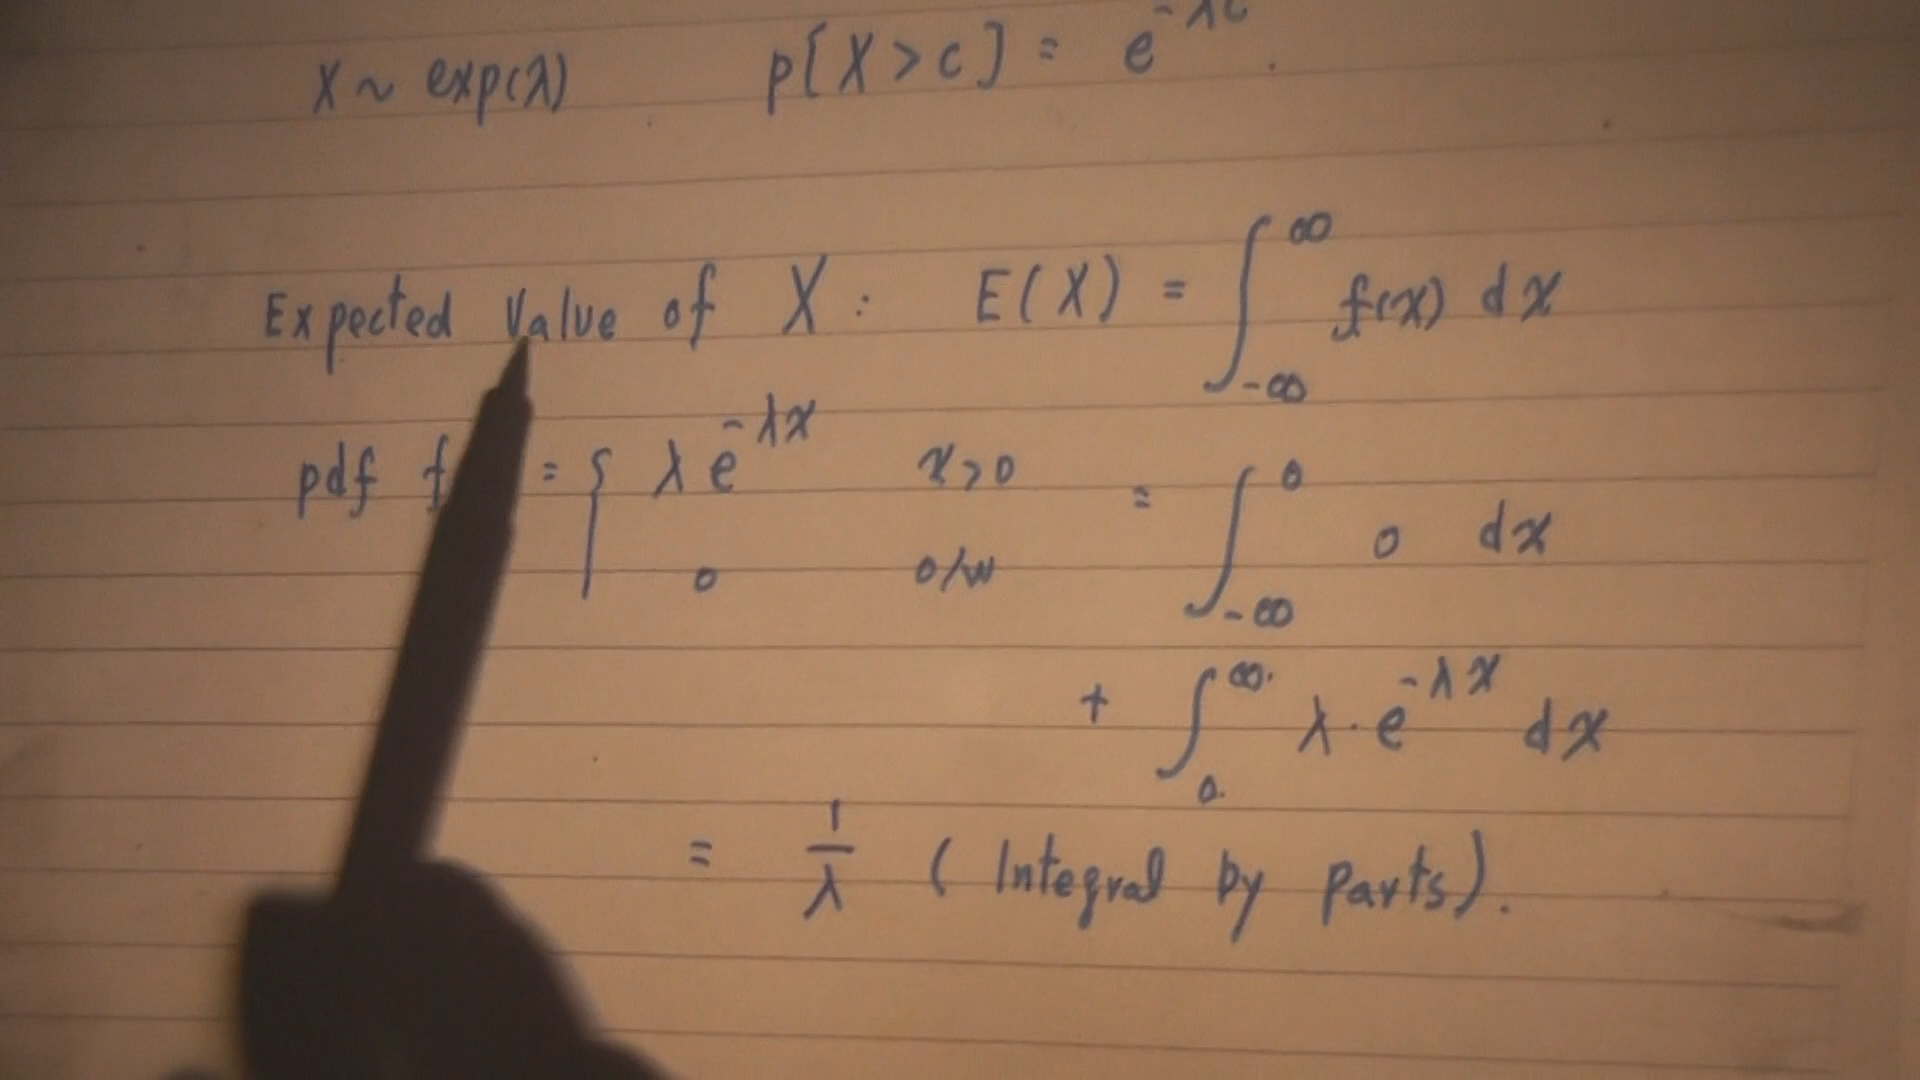 X ~ exp(λ) p[X>c] = e^{-λc}.
Expected Value of X: E(X) = ∫_{-∞}^{∞} f(x) dx
pdf f = { λe^{-λx} x>0
0 o/w
= ∫_{-∞}^{0} 0 dx
+ ∫_{0}^{∞} λ·e^{-λx} dx
= 1/λ (Integral by parts).